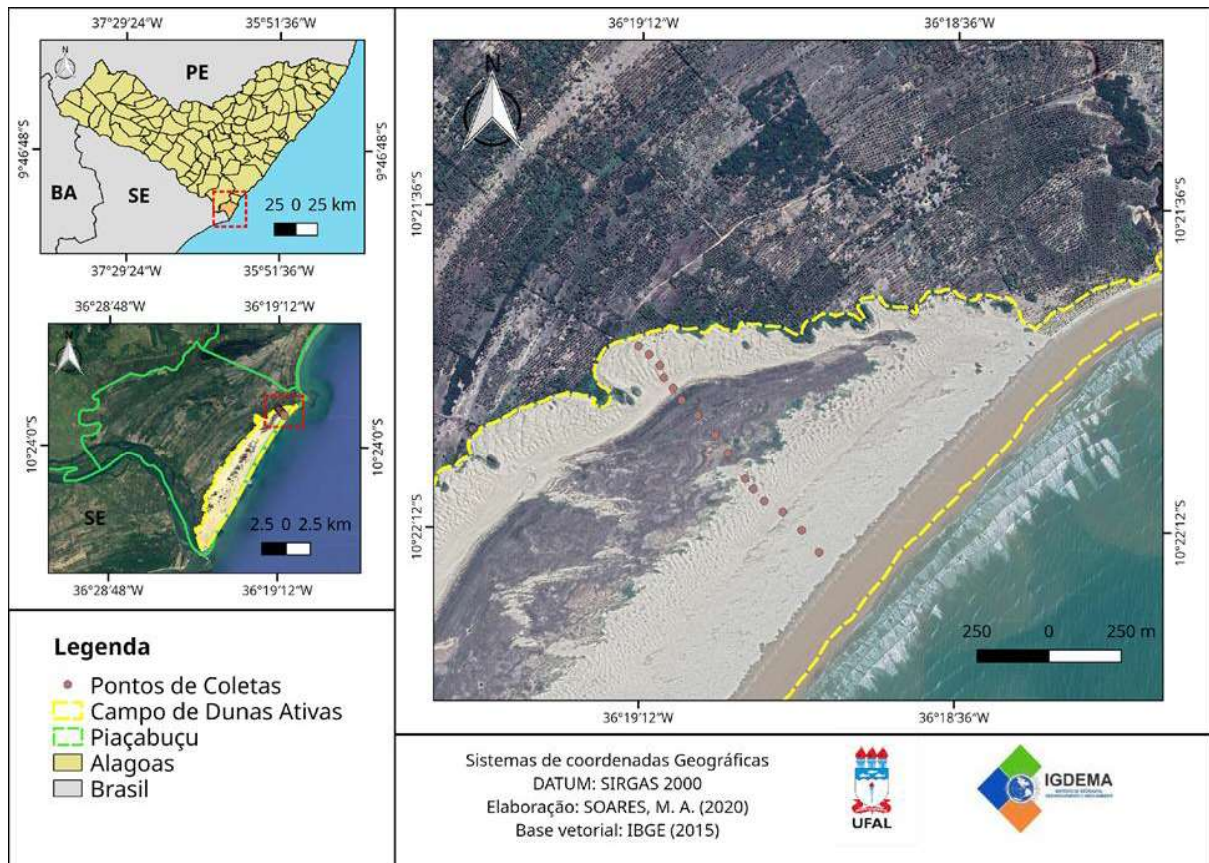 37°29′24″W 35°51′36″W
N
PE
9°46′48″S 9°46′48″S
BA
SE
25 0 25 km
37°29′24″W 35°51′36″W
36°28′48″W 36°19′12″W
N
10°24′0″S 10°24′0″S
SE
2.5 0 2.5 km
36°28′48″W 36°19′12″W
Legenda
Pontos de Coletas
Campo de Dunas Ativas
Piaçabuçu
Alagoas
Brasil
36°19′12″W 36°18′36″W
N
10°21′36″S 10°21′36″S
10°22′12″S 10°22′12″S
250 0 250 m
36°19′12″W 36°18′36″W
Sistemas de coordenadas Geográficas
DATUM: SIRGAS 2000
Elaboração: SOARES, M. A. (2020)
Base vetorial: IBGE (2015)
UFAL
IGDEMA